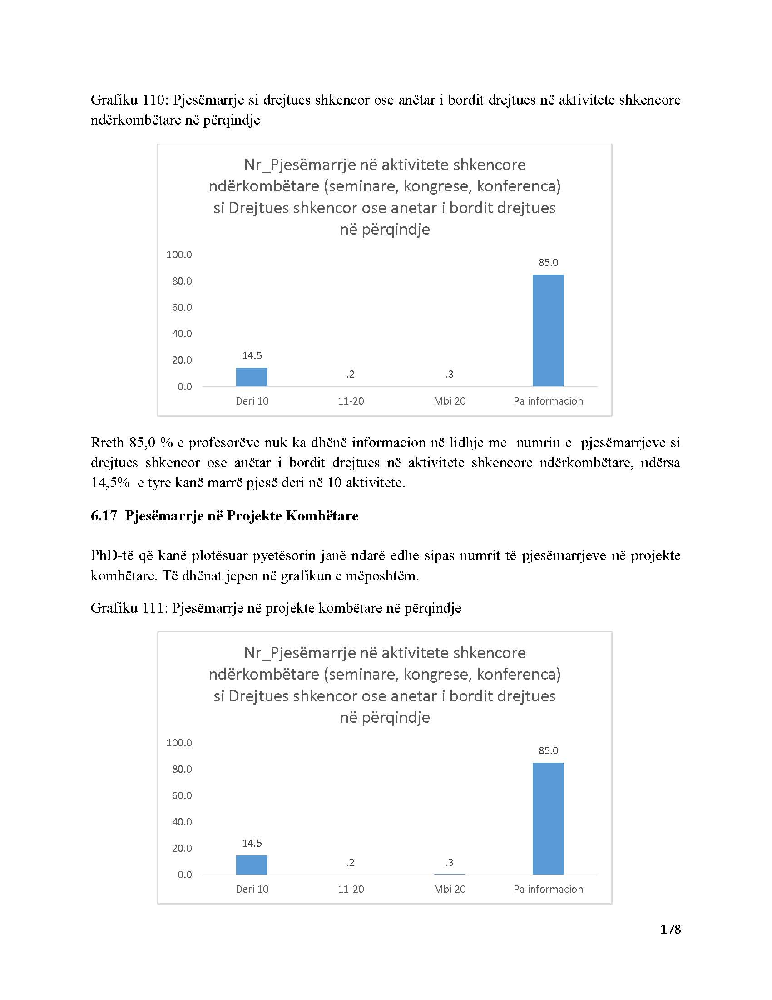 Grafiku 110: Pjesëmarrje si drejtues shkencor ose anëtar i bordit drejtues në aktivitete shkencore
ndërkombëtare në përqindje
Nr_Pjesëmarrje në aktivitete shkencore
ndërkombëtare (seminare, kongrese, konferenca)
si Drejtues shkencor ose anetar i bordit drejtues
në përqindje
100.0
80.0
60.0
40.0
20.0
0.0
14.5
.2
.3
85.0
Deri 10
11-20
Mbi 20
Pa informacion
Rreth 85,0 % e profesorëve nuk ka dhënë informacion në lidhje me numrin e pjesëmarrjeve si
drejtues shkencor ose anëtar i bordit drejtues në aktivitete shkencore ndërkombëtare, ndërsa
14,5% e tyre kanë marrë pjesë deri në 10 aktivitete.
6.17 Pjesëmarrje në Projekte Kombëtare
PhD-të që kanë plotësuar pyetësorin janë ndarë edhe sipas numrit të pjesëmarrjeve në projekte
kombëtare. Të dhënat jepen në grafikun e mëposhtëm.
Grafiku 111: Pjesëmarrje në projekte kombëtare në përqindje
Nr_Pjesëmarrje në aktivitete shkencore
ndërkombëtare (seminare, kongrese, konferenca)
si Drejtues shkencor ose anetar i bordit drejtues
në përqindje
100.0
80.0
60.0
40.0
20.0
0.0
14.5
.2
.3
85.0
Deri 10
11-20
Mbi 20
Pa informacion
178